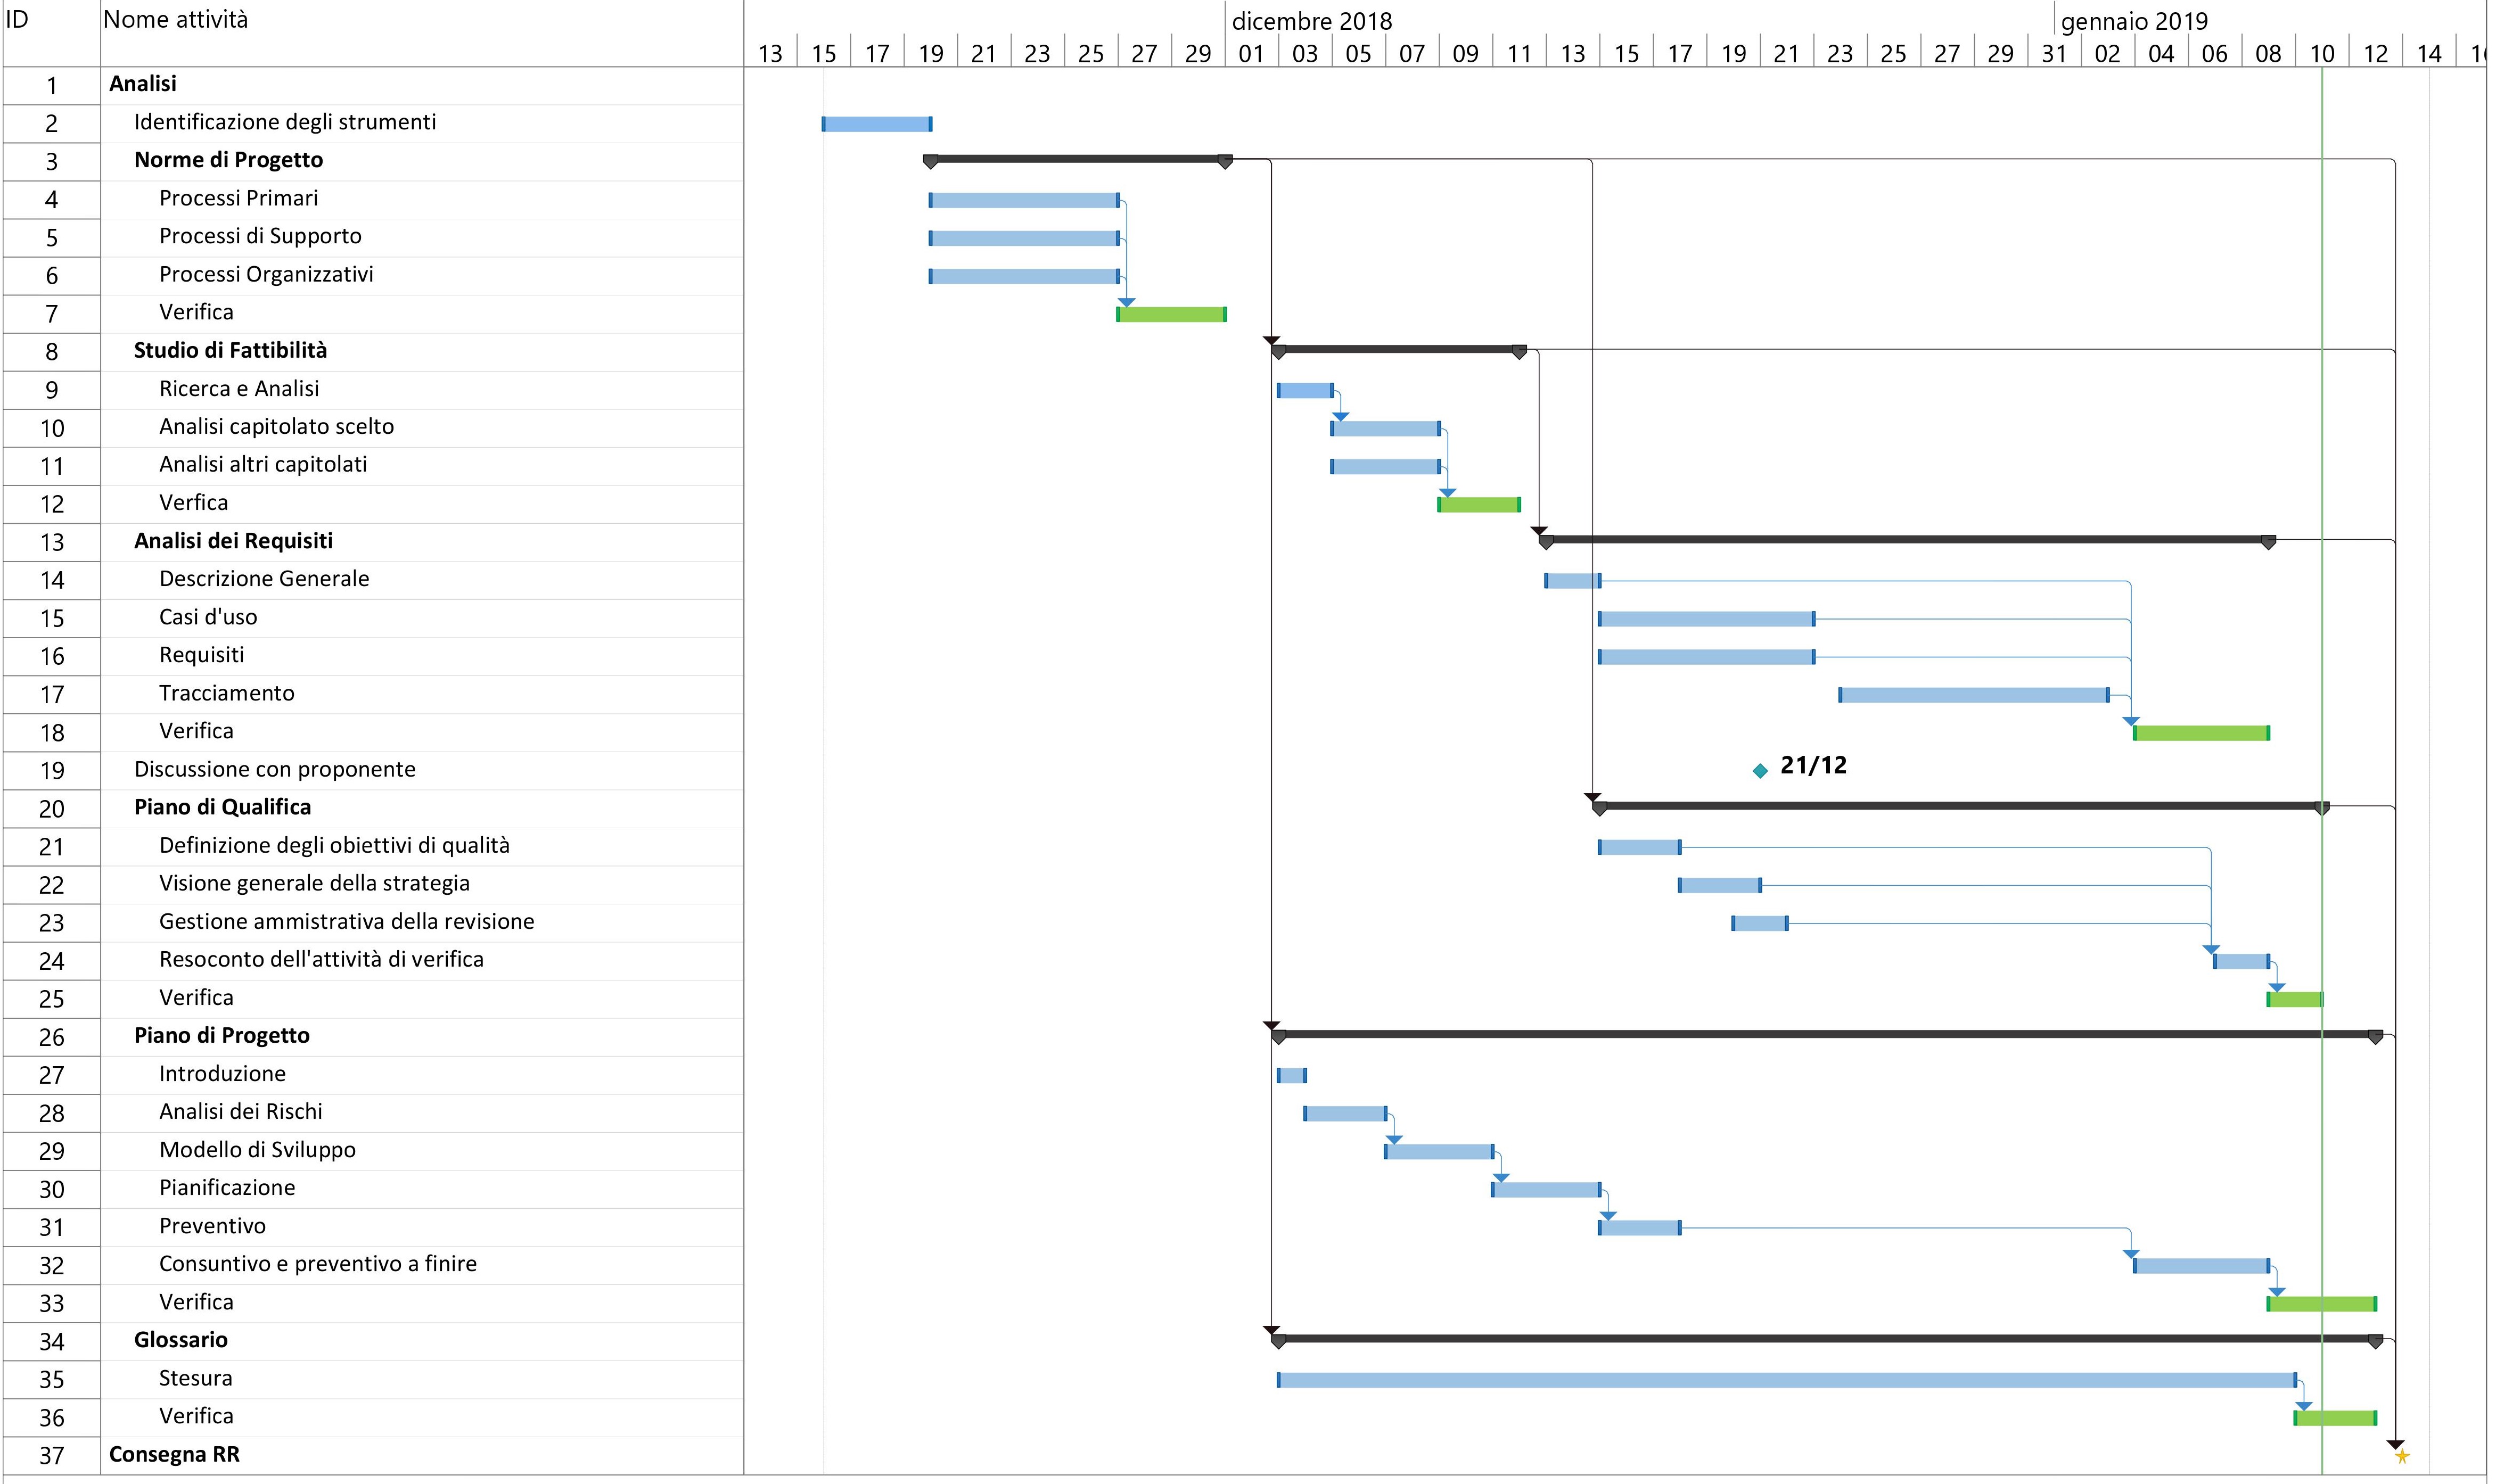 ID Nome attività dicembre 2018 gennaio 2019
13 15 17 19 21 23 25 27 29 01 03 05 07 09 11 13 15 17 19 21 23 25 27 29 31 02 04 06 08 10 12 14
1 Analisi
2 Identificazione degli strumenti
3 Norme di Progetto
4 Processi Primari
5 Processi di Supporto
6 Processi Organizzativi
7 Verifica
8 Studio di Fattibilità
9 Ricerca e Analisi
10 Analisi capitolato scelto
11 Analisi altri capitolati
12 Verfica
13 Analisi dei Requisiti
14 Descrizione Generale
15 Casi d'uso
16 Requisiti
17 Tracciamento
18 Verifica
19 Discussione con proponente 21/12
20 Piano di Qualifica
21 Definizione degli obiettivi di qualità
22 Visione generale della strategia
23 Gestione ammistrativa della revisione
24 Resoconto dell'attività di verifica
25 Verifica
26 Piano di Progetto
27 Introduzione
28 Analisi dei Rischi
29 Modello di Sviluppo
30 Pianificazione
31 Preventivo
32 Consuntivo e preventivo a finire
33 Verifica
34 Glossario
35 Stesura
36 Verifica
37 Consegna RR